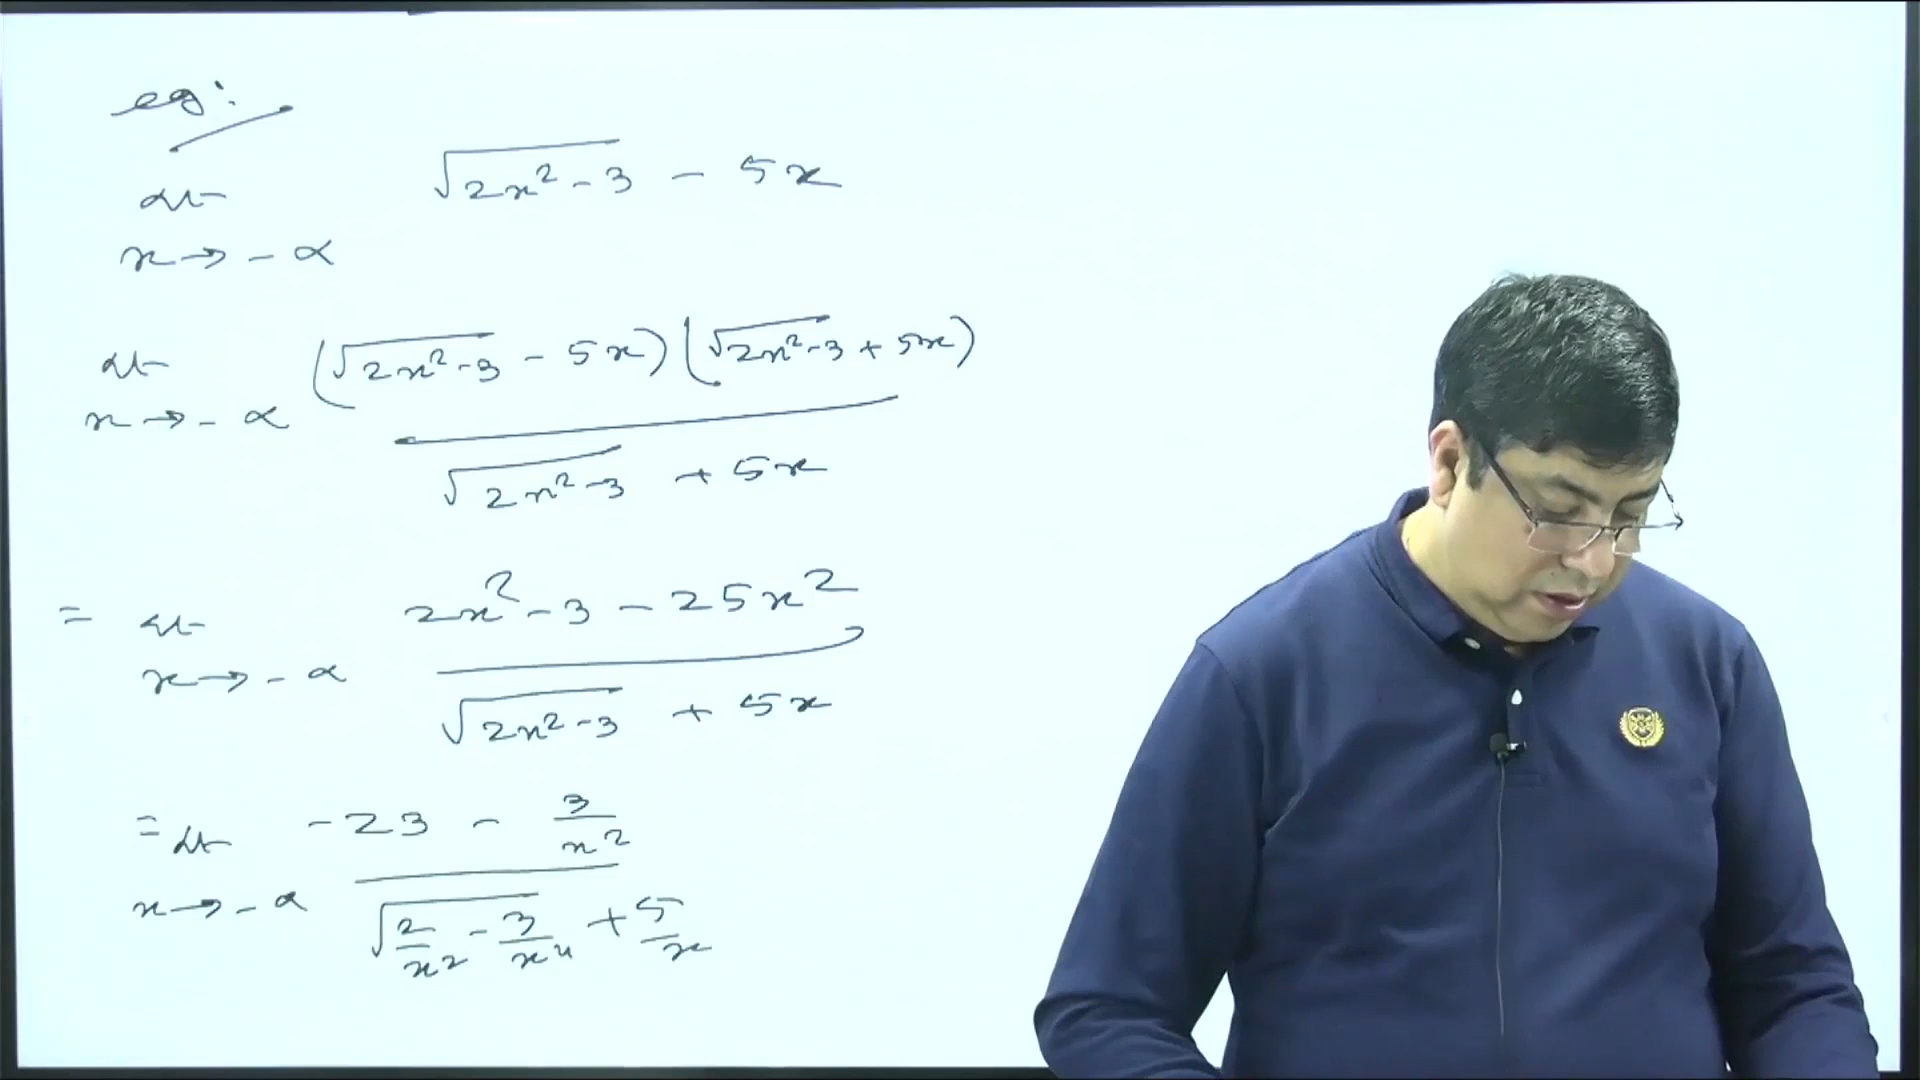 eg:
lt √(2x² - 3) - 5x
x → - ∝
lt (√(2x² - 3) - 5x)(√(2x² - 3) + 5x)
x → - ∝
√(2x² - 3) + 5x
= lt 2x² - 3 - 25x²
x → - ∝
√(2x² - 3) + 5x
= lt -23 - 3/x²
x → - ∝
√(2/x² - 3/x⁴) + 5/x